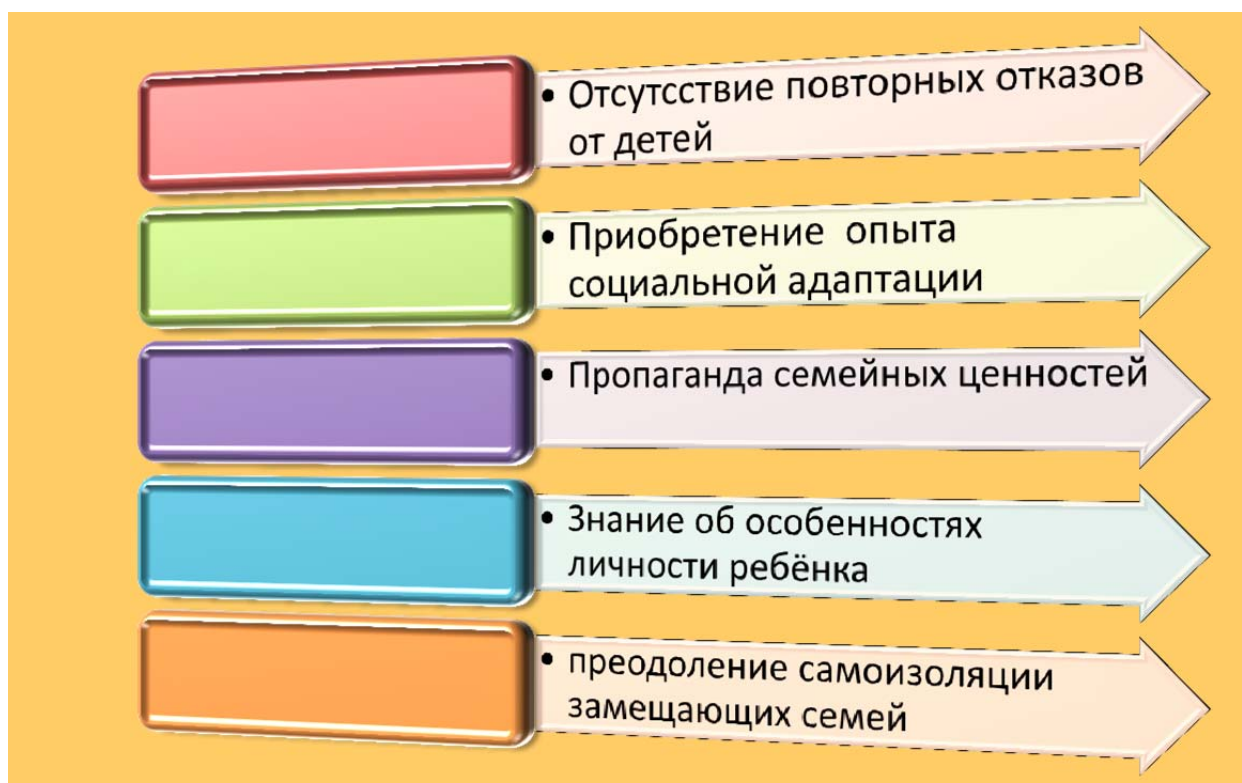 • Отсутсствие повторных отказов
от детей
• Приобретение опыта
социальной адаптации
• Пропаганда семейных ценностей
• Знание об особенностях
личности ребёнка
• преодоление самоизоляции
замещающих семей